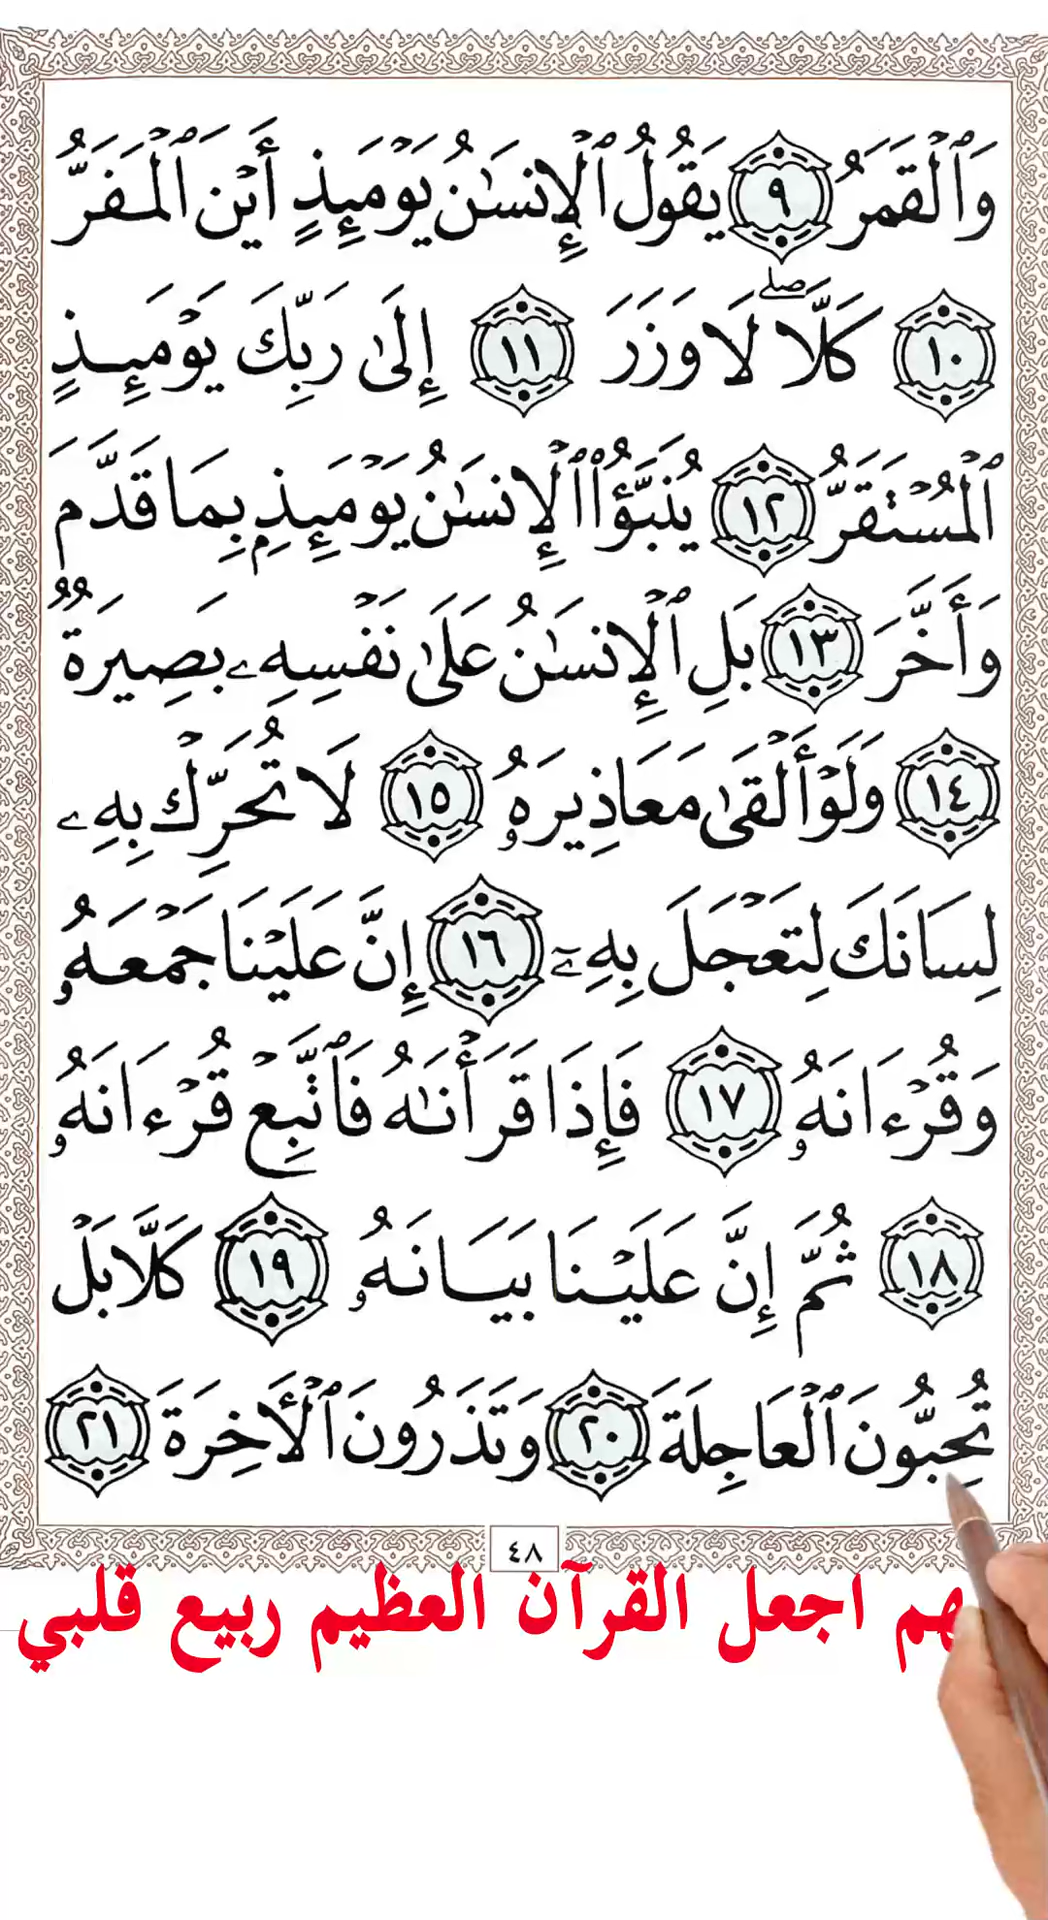 وَٱلْقَمَرُ ٩ يَقُولُ ٱلْإِنسَٰنُ يَوْمَئِذٍ أَيْنَ ٱلْمَفَرُّ
١٠ كَلَّا ۖ لَا وَزَرَ ١١ إِلَىٰ رَبِّكَ يَوْمَئِذٍ
ٱلْمُسْتَقَرُّ ١٢ يُنَبَّؤُا۟ ٱلْإِنسَٰنُ يَوْمَئِذٍۭ بِمَا قَدَّمَ
وَأَخَّرَ ١٣ بَلِ ٱلْإِنسَٰنُ عَلَىٰ نَفْسِهِۦ بَصِيرَةٌ
١٤ وَلَوْ أَلْقَىٰ مَعَاذِيرَهُۥ ١٥ لَا تُحَرِّكْ بِهِۦ
لِسَانَكَ لِتَعْجَلَ بِهِۦٓ ١٦ إِنَّ عَلَيْنَا جَمْعَهُۥ
وَقُرْءَانَهُۥ ١٧ فَإِذَا قَرَأْنَٰهُ فَٱتَّبِعْ قُرْءَانَهُۥ
١٨ ثُمَّ إِنَّ عَلَيْنَا بَيَانَهُۥ ١٩ كَلَّا بَلْ
تُحِبُّونَ ٱلْعَاجِلَةَ ٢٠ وَتَذَرُونَ ٱلْأَخِرَةَ ٢١
٤٨
هم اجعل القرآن العظيم ربيع قلبي